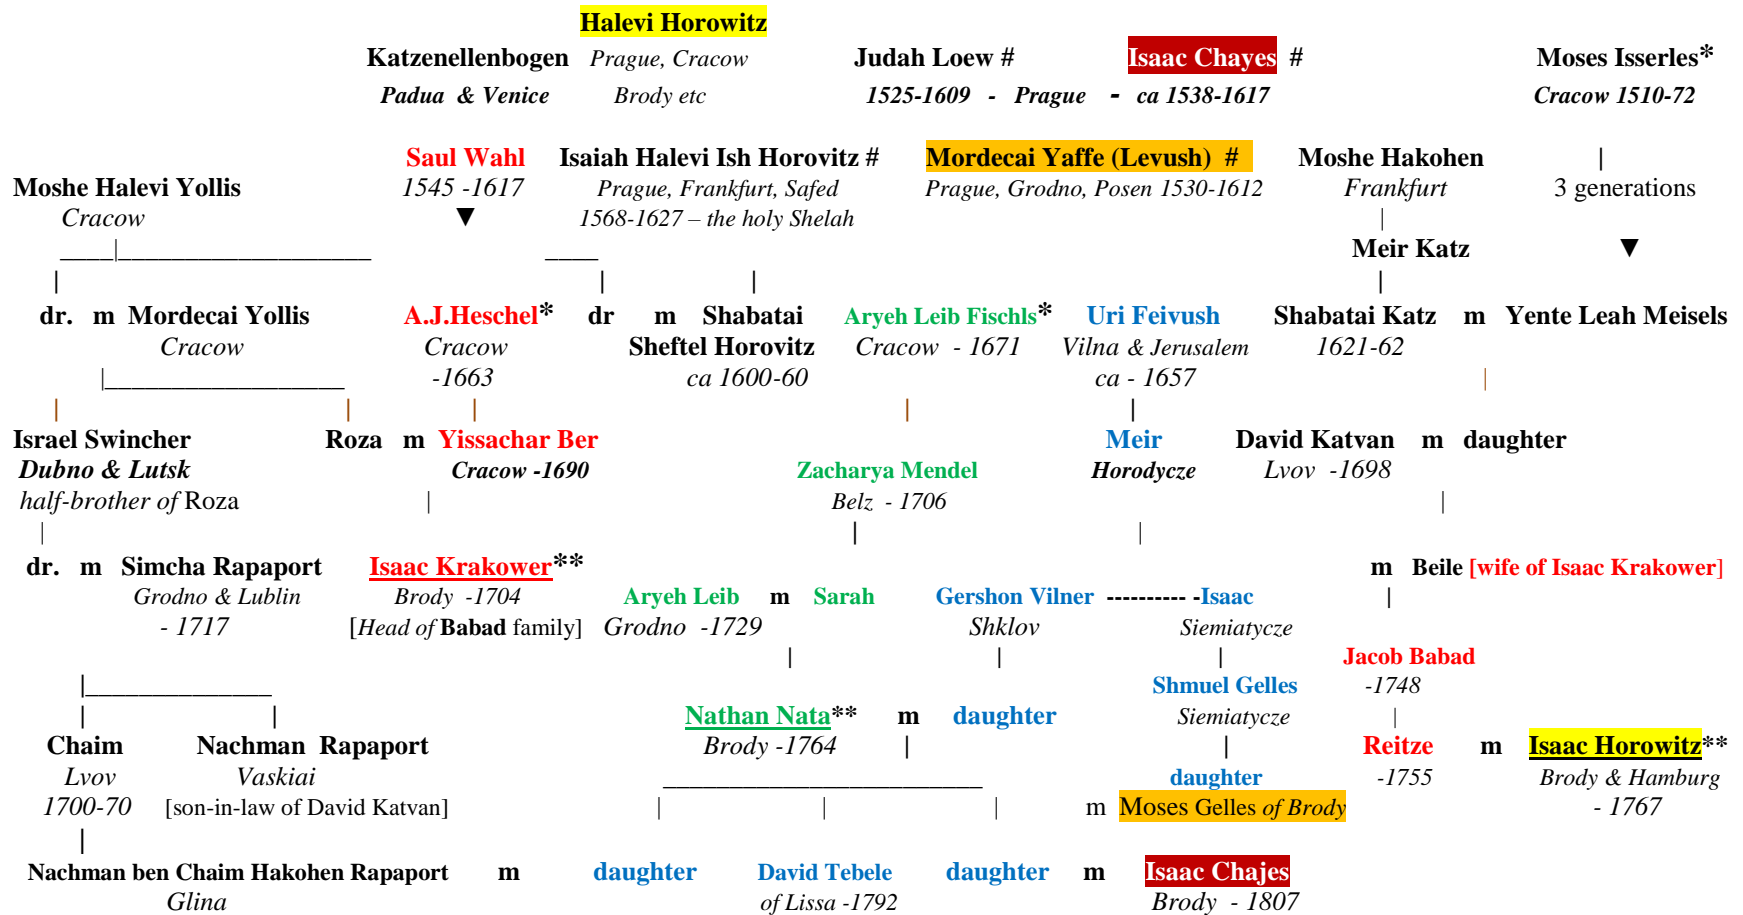 Halevi Horowitz
Katzenellenbogen Prague, Cracow Judah Loew # Isaac Chayes # Moses Isserles*
Padua & Venice Brody etc 1525-1609 - Prague - ca 1538-1617 Cracow 1510-72
Saul Wahl Isaiah Halevi Ish Horovitz # Mordecai Yaffe (Levush) # Moshe Hakohen |
Moshe Halevi Yollis 1545 -1617 Prague, Frankfurt, Safed Prague, Grodno, Posen 1530-1612 Frankfurt 3 generations
Cracow ▼ 1568-1627 – the holy Shelah |
____|___________________ ____ Meir Katz ▼
| | | |
dr. m Mordecai Yollis A.J.Heschel* dr m Shabatai Aryeh Leib Fischls* Uri Feivush Shabatai Katz m Yente Leah Meisels
Cracow Cracow Sheftel Horovitz Cracow - 1671 Vilna & Jerusalem 1621-62
|__________________ -1663 ca 1600-60 ca - 1657 |
| | | | |
Israel Swincher Roza m Yissachar Ber Meir David Katvan m daughter
Dubno & Lutsk Cracow -1690 Zacharya Mendel Horodycze Lvov -1698
half-brother of Roza | Belz - 1706 |
| | |
dr. m Simcha Rapaport Isaac Krakower** m Beile [wife of Isaac Krakower]
Grodno & Lublin Brody -1704 Aryeh Leib m Sarah Gershon Vilner ---------- -Isaac |
- 1717 [Head of Babad family] Grodno -1729 Shklov Siemiatycze
| | | Jacob Babad
|______________ Shmuel Gelles -1748
| | Nathan Nata** m daughter Siemiatycze |
Chaim Nachman Rapaport Brody -1764 | | Reitze m Isaac Horowitz**
Lvov Vaskiai ________________________ daughter -1755 Brody & Hamburg
1700-70 [son-in-law of David Katvan] | | | m Moses Gelles of Brody - 1767
|
Nachman ben Chaim Hakohen Rapaport m daughter David Tebele daughter m Isaac Chajes
Glina of Lissa -1792 Brody - 1807